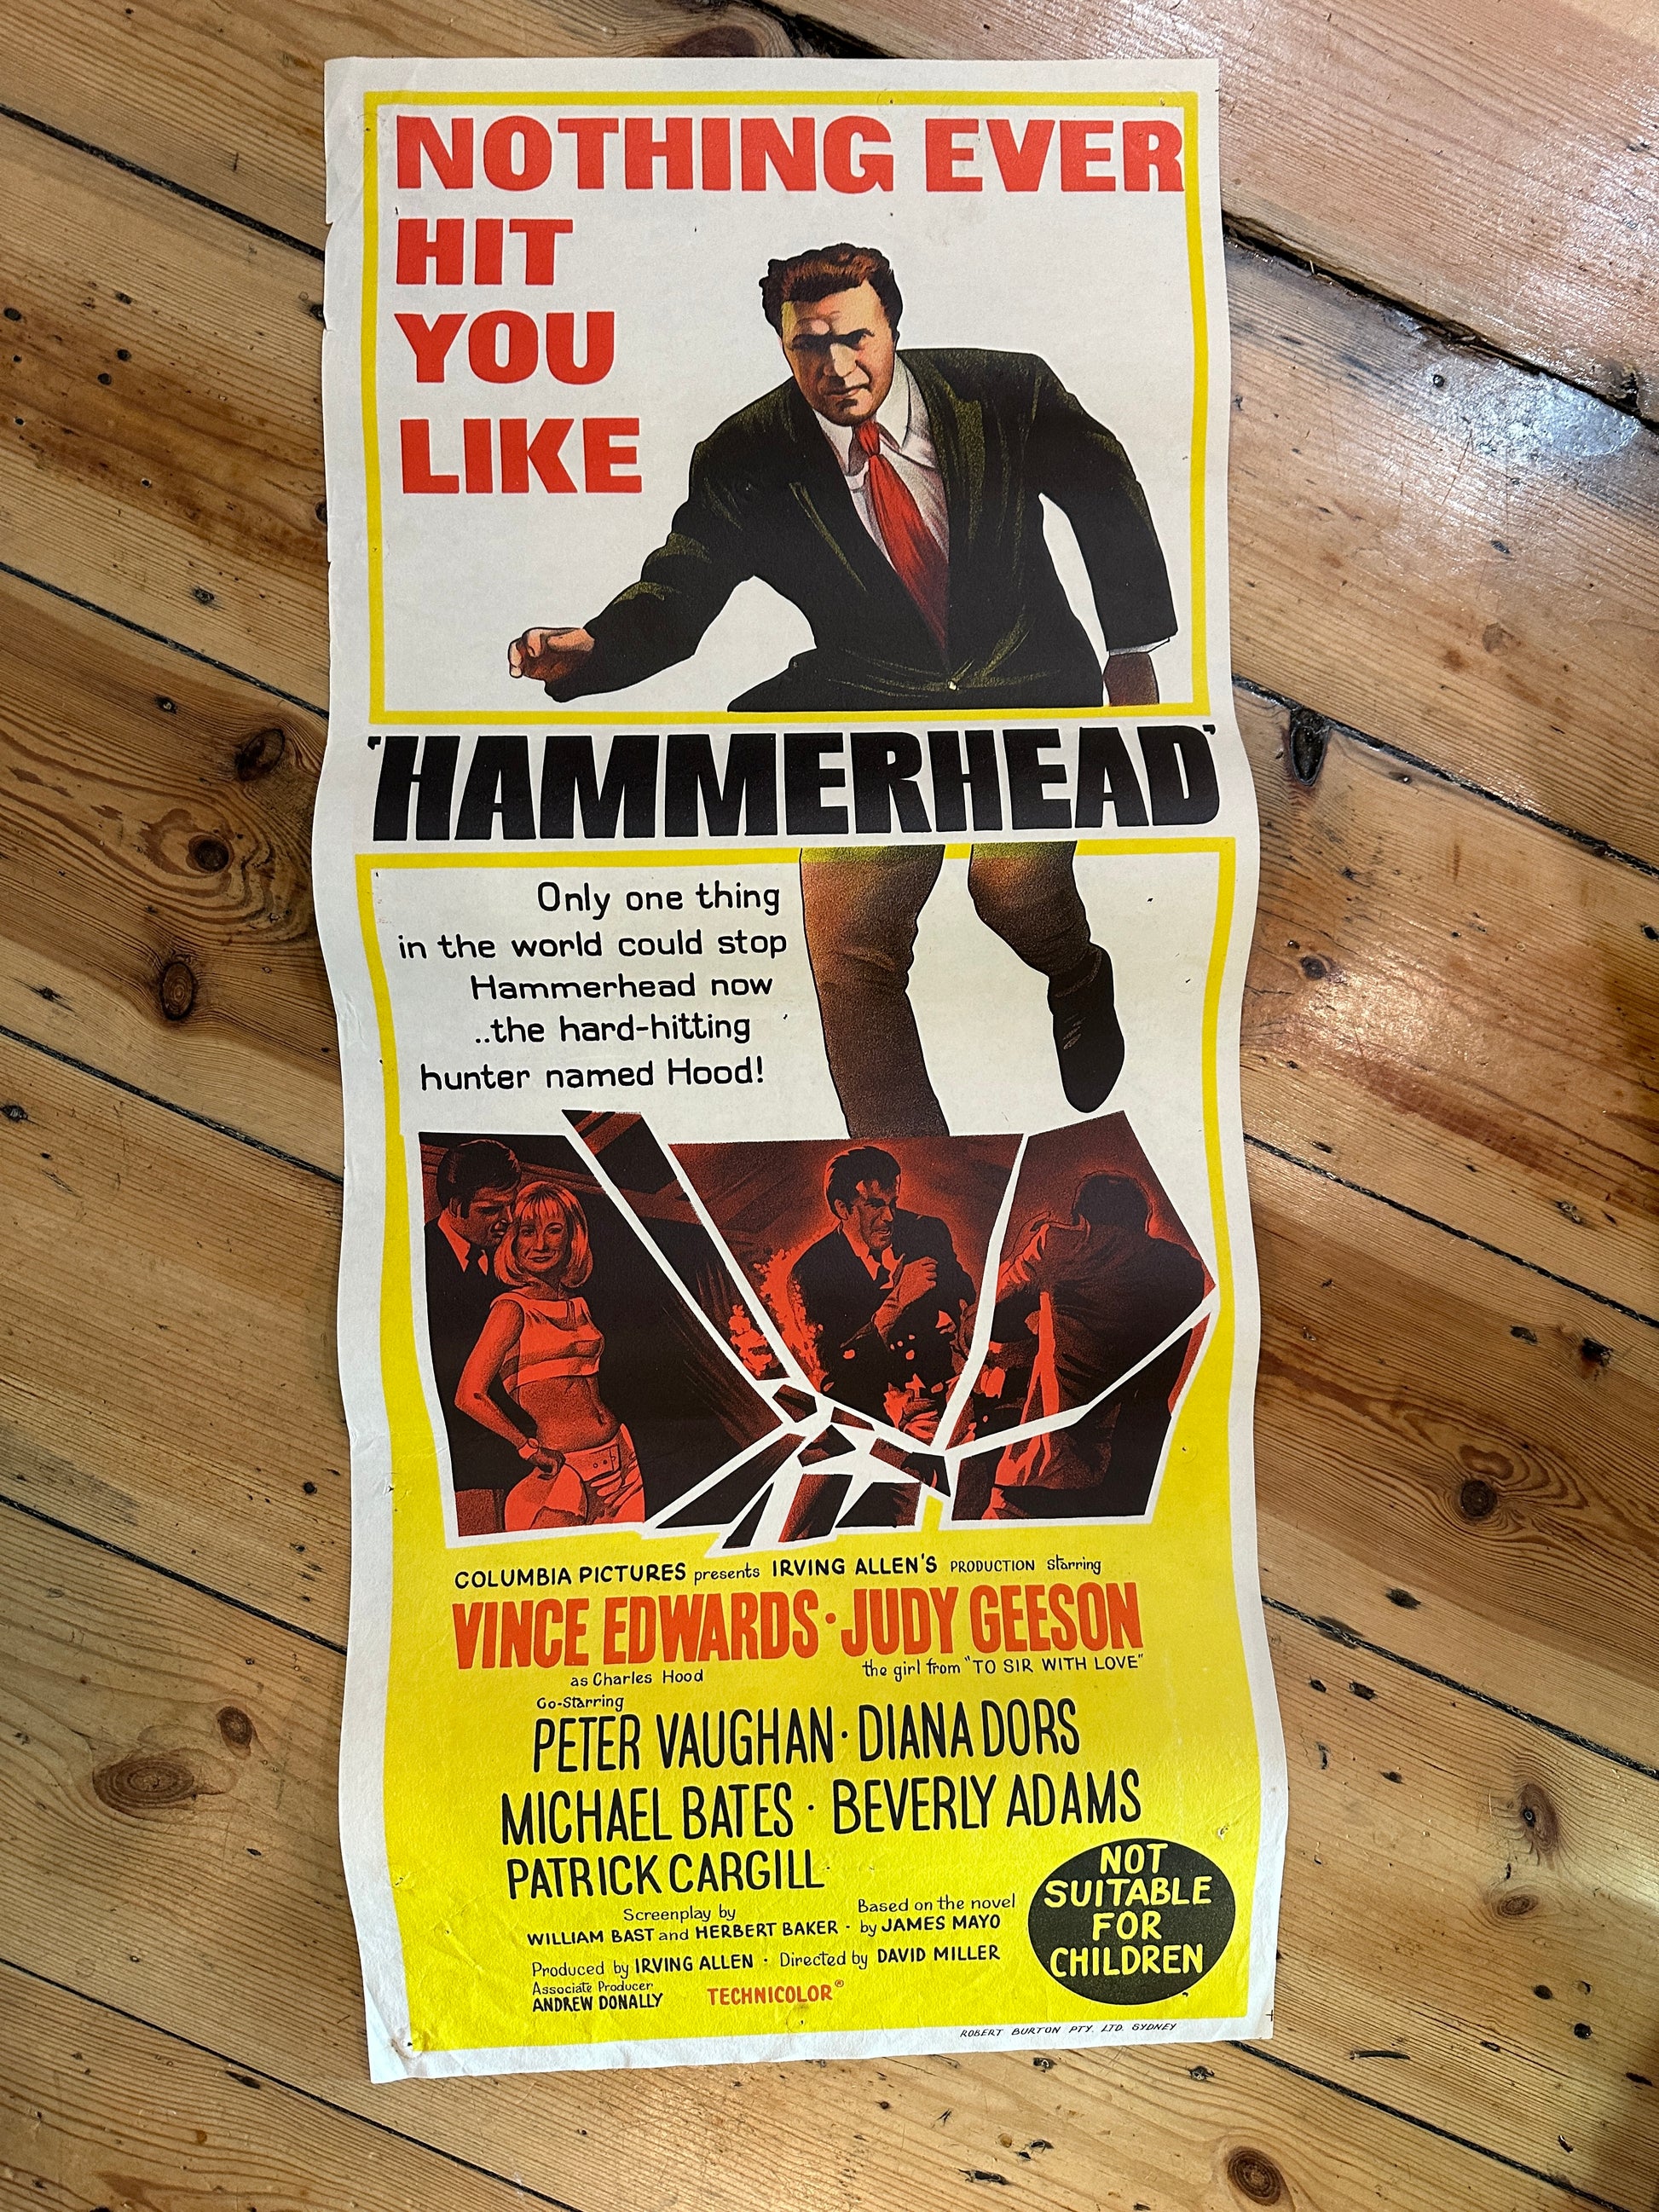 NOTHING EVER
HIT
YOU
LIKE
'HAMMERHEAD'
Only one thing
in the world could stop
Hammerhead now
..the hard-hitting
hunter named Hood!
COLUMBIA PICTURES presents IRVING ALLEN'S PRODUCTION starring
VINCE EDWARDS · JUDY GEESON
as Charles Hood
the girl from "TO SIR WITH LOVE"
Co-Starring
PETER VAUGHAN · DIANA DORS
MICHAEL BATES · BEVERLY ADAMS
PATRICK CARGILL
Screenplay by
WILLIAM BAST and HERBERT BAKER ·
Based on the novel
by JAMES MAYO
Produced by IRVING ALLEN · Directed by DAVID MILLER
Associate Producer
ANDREW DONALLY
TECHNICOLOR®
NOT
SUITABLE
FOR
CHILDREN
ROBERT BURTON PTY. LTD. SYDNEY